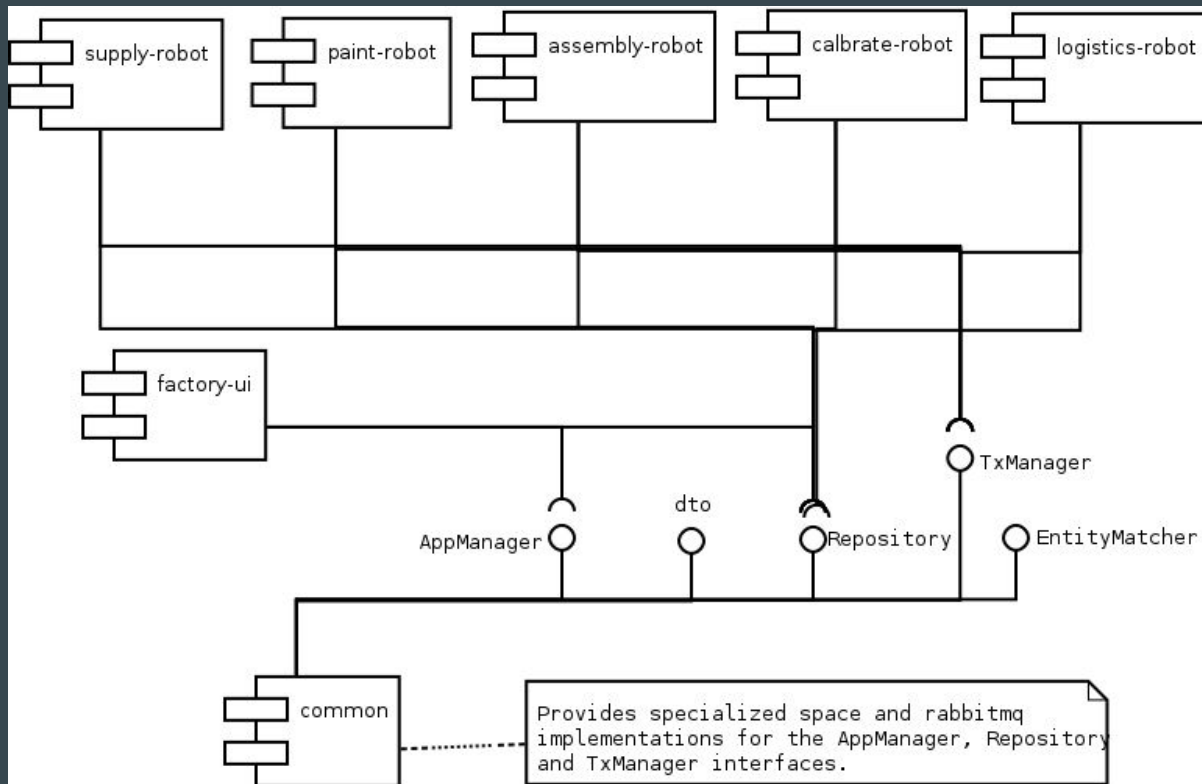 supply-robot
paint-robot
assembly-robot
calbrate-robot
logistics-robot
factory-ui
TxManager
dto
AppManager
Repository
EntityMatcher
common
Provides specialized space and rabbitmq
implementations for the AppManager, Repository
and TxManager interfaces.